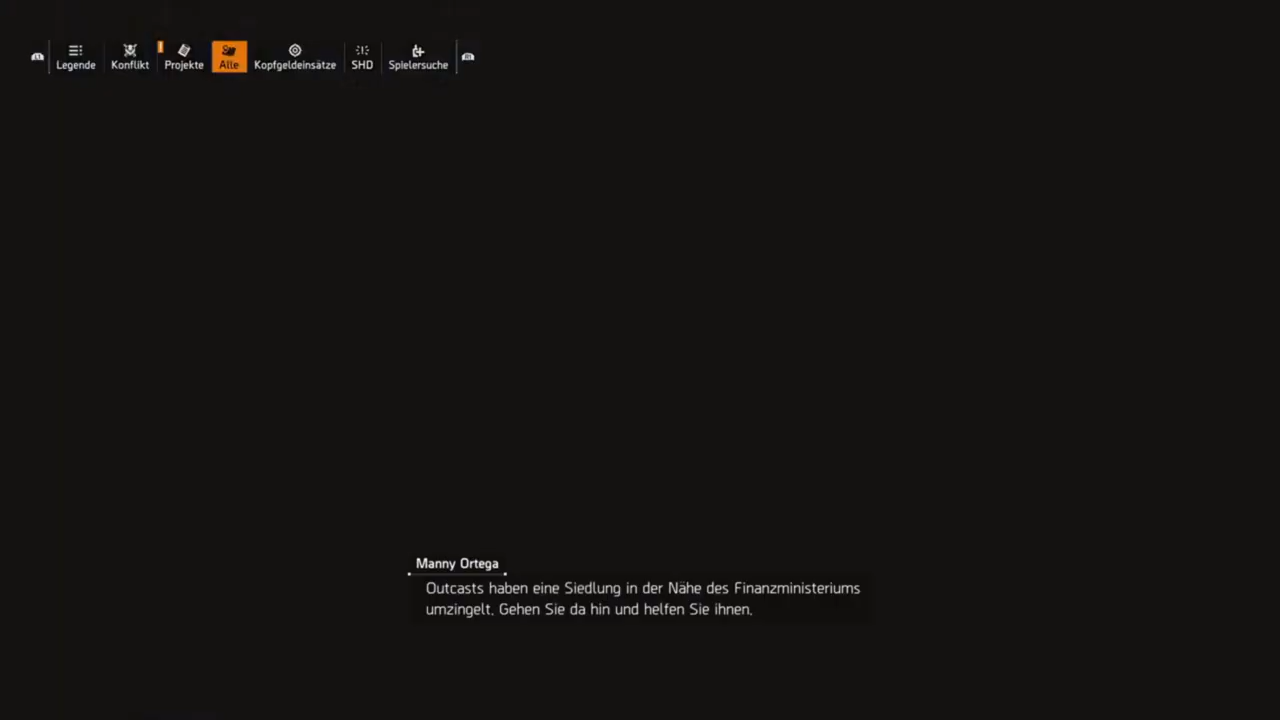 Legende
Konflikt
Projekte
Alle
Kopfgeldeinsätze
SHD
Spielersuche
Manny Ortega
Outcasts haben eine Siedlung in der Nähe des Finanzministeriums
umzingelt. Gehen Sie da hin und helfen Sie ihnen.